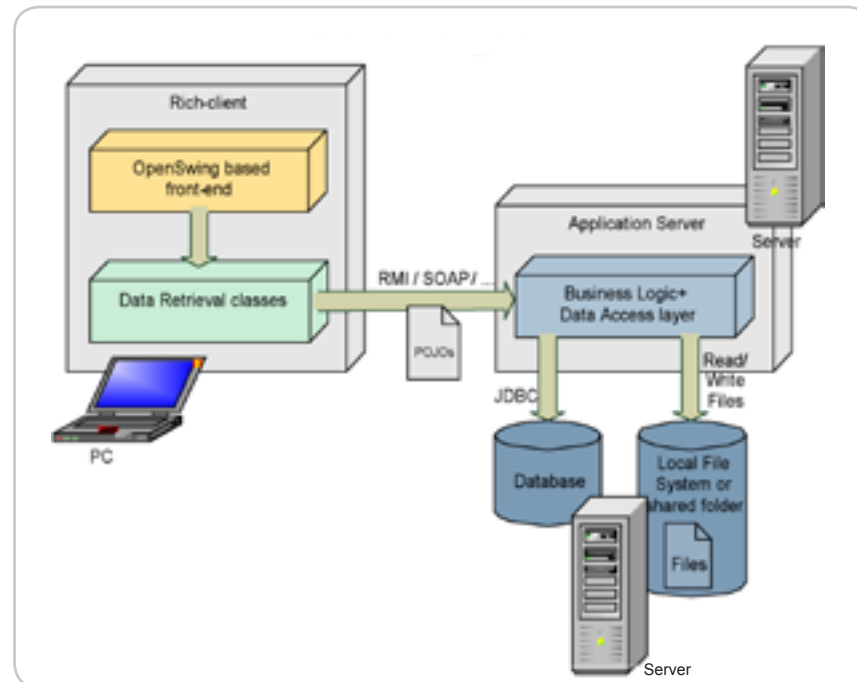 Rich-client
OpenSwing based
front-end
Data Retrieval classes
PC
RMI / SOAP / ...
POJOs
Server
Application Server
Business Logic+
Data Access layer
JDBC
Read/
Write
Files
Database
Local File
System or
shared folder
Files
Server